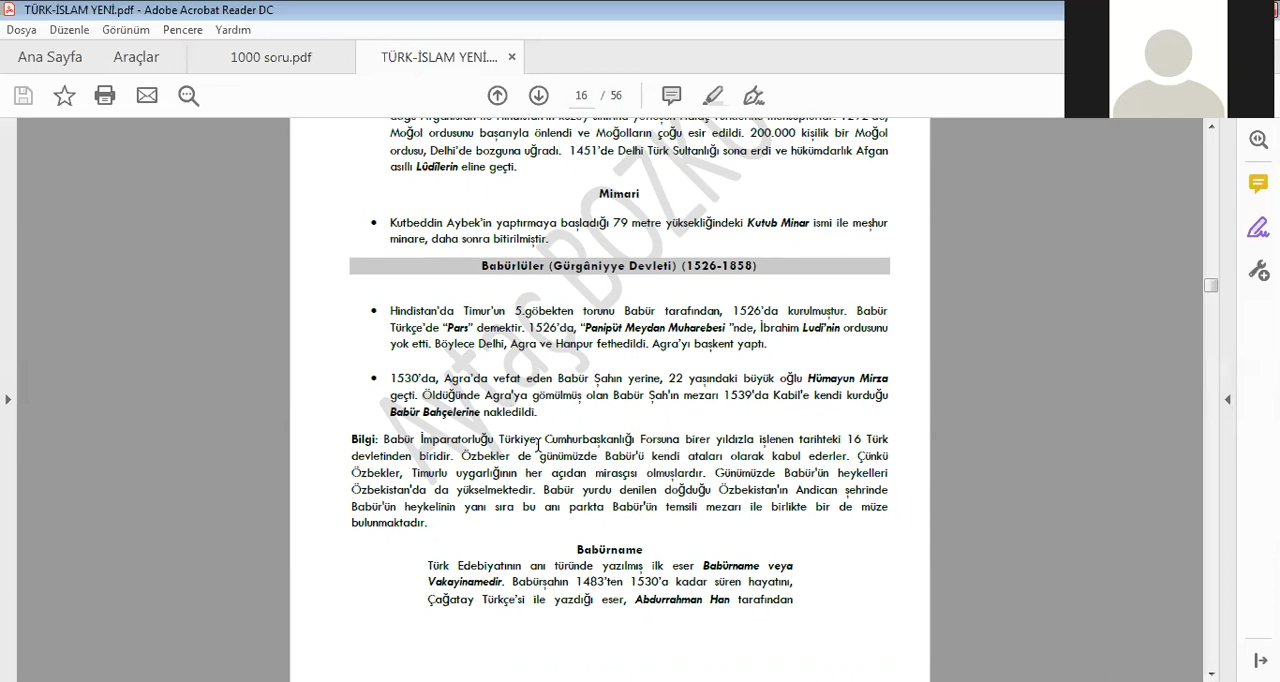 TÜRK-İSLAM YENİ.pdf - Adobe Acrobat Reader DC
Dosya Düzenle Görünüm Pencere Yardım
Ana Sayfa Araçlar 1000 soru.pdf TÜRK-İSLAM YENİ.... ×
16 / 56
Moğol ordusunu başarıyla önlendi ve Moğolların çoğu esir edildi. 200.000 kişilik bir Moğol
ordusu, Delhi'de bozguna uğradı. 1451'de Delhi Türk Sultanlığı sona erdi ve hükümdarlık Afgan
asıllı Lûdîlerin eline geçti.
Mimari
• Kutbeddin Aybek'in yaptırmaya başladığı 79 metre yüksekliğindeki Kutub Minar ismi ile meşhur
minare, daha sonra bitirilmiştir.
Babürlüler (Gürgâniyye Devleti) (1526-1858)
• Hindistan'da Timur'un 5.göbekten torunu Babür tarafından, 1526'da kurulmuştur. Babür
Türkçe'de "Pars" demektir. 1526'da, "Panipüt Meydan Muharebesi "nde, İbrahim Ludi'nin ordusunu
yok etti. Böylece Delhi, Agra ve Hanpur fethedildi. Agra'yı başkent yaptı.
• 1530'da, Agra'da vefat eden Babür Şahın yerine, 22 yaşındaki büyük oğlu Hümayun Mirza
geçti. Öldüğünde Agra'ya gömülmüş olan Babür Şah'ın mezarı 1539'da Kabil'e kendi kurduğu
Babür Bahçelerine nakledildi.
Bilgi: Babür İmparatorluğu Türkiye Cumhurbaşkanlığı Forsuna birer yıldızla işlenen tarihteki 16 Türk
devletinden biridir. Özbekler de günümüzde Babür'ü kendi ataları olarak kabul ederler. Çünkü
Özbekler, Timurlu uygarlığının her açıdan mirasçısı olmuşlardır. Günümüzde Babür'ün heykelleri
Özbekistan'da da yükselmektedir. Babür yurdu denilen doğduğu Özbekistan'ın Andican şehrinde
Babür'ün heykelinin yanı sıra bu anı parkta Babür'ün temsili mezarı ile birlikte bir de müze
bulunmaktadır.
Babürname
Türk Edebiyatının anı türünde yazılmış ilk eser Babürname veya
Vakayinamedir. Babürşahın 1483'ten 1530'a kadar süren hayatını,
Çağatay Türkçe'si ile yazdığı eser, Abdurrahman Han tarafından
Aytaç BOZKU